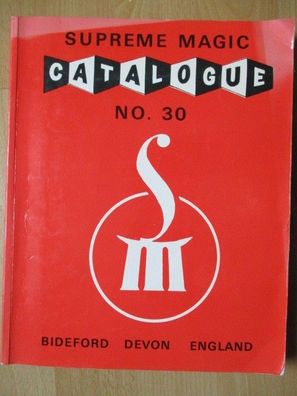 SUPREME MAGIC
CATALOGUE
NO. 30
S
m
BIDEFORD DEVON ENGLAND